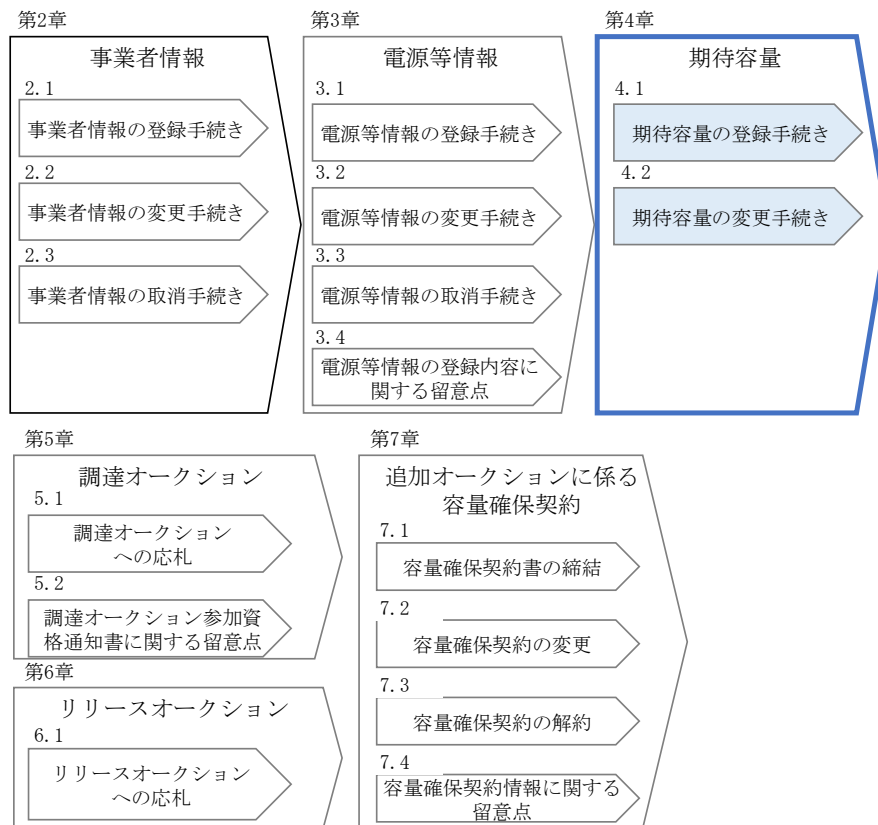 第2章
事業者情報
2.1
事業者情報の登録手続き
2.2
事業者情報の変更手続き
2.3
事業者情報の取消手続き
第3章
電源等情報
3.1
電源等情報の登録手続き
3.2
電源等情報の変更手続き
3.3
電源等情報の取消手続き
3.4
電源等情報の登録内容に
関する留意点
第4章
期待容量
4.1
期待容量の登録手続き
4.2
期待容量の変更手続き
第5章
調達オークション
5.1
調達オークション
への応札
5.2
調達オークション参加資
格通知書に関する留意点
第6章
リリースオークション
6.1
リリースオークション
への応札
第7章
追加オークションに係る
容量確保契約
7.1
容量確保契約書の締結
7.2
容量確保契約の変更
7.3
容量確保契約の解約
7.4
容量確保契約情報に関する
留意点